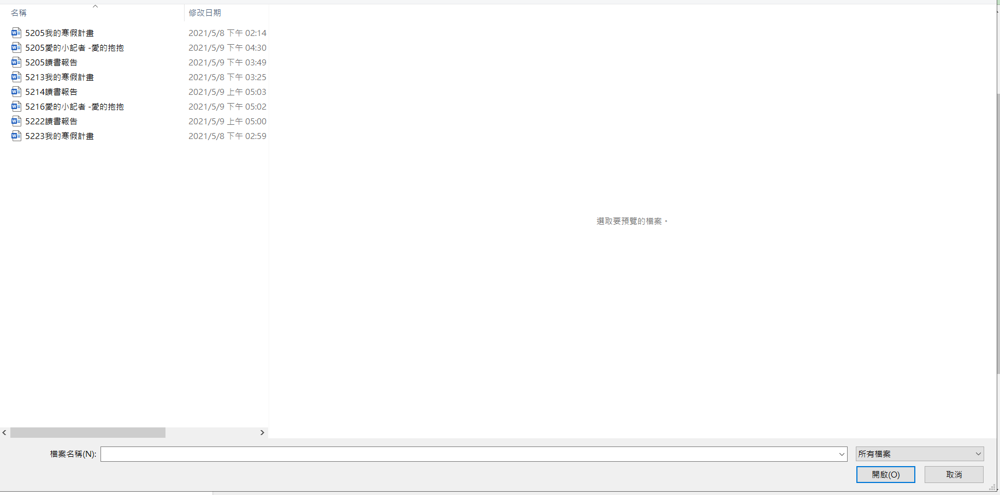 名稱 修改日期
5205我的寒假計畫 2021/5/8 下午 02:14
5205愛的小記者 -愛的抱抱 2021/5/9 下午 04:30
5205讀書報告 2021/5/9 下午 03:49
5213我的寒假計畫 2021/5/8 下午 03:25
5214讀書報告 2021/5/9 上午 05:03
5216愛的小記者 -愛的抱抱 2021/5/9 下午 05:02
5222讀書報告 2021/5/9 上午 05:00
5223我的寒假計畫 2021/5/8 下午 02:59
選取要預覽的檔案。
檔案名稱(N): 所有檔案
開啟(O) 取消